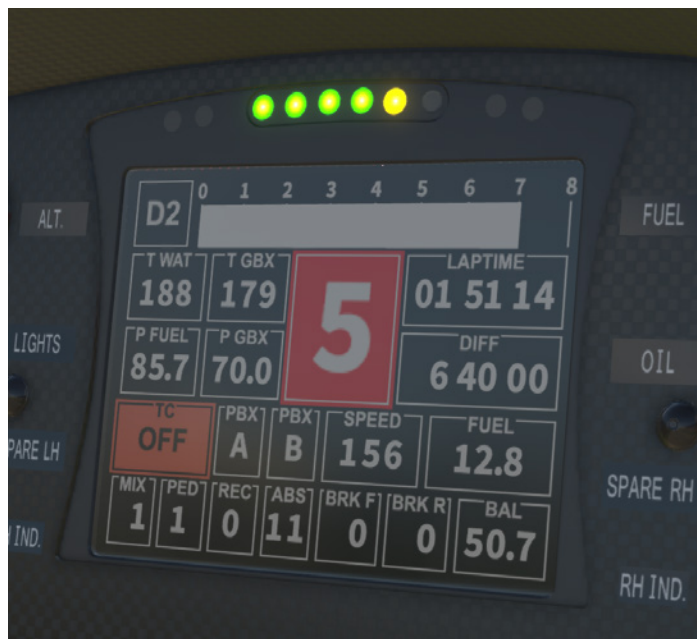 D2 0 1 2 3 4 5 6 7 8
ALT.
FUEL
T WAT T GBX LAPTIME
188 179 5 01 51 14
LIGHTS
P FUEL P GBX DIFF
85.7 70.0 6 40 00
OIL
TC PBX PBX SPEED FUEL
OFF A B 156 12.8
PARE LH
SPARE RH
MIX PED REC ABS BRK F BRK R BAL
1 1 0 11 0 0 50.7
IND.
RH IND.